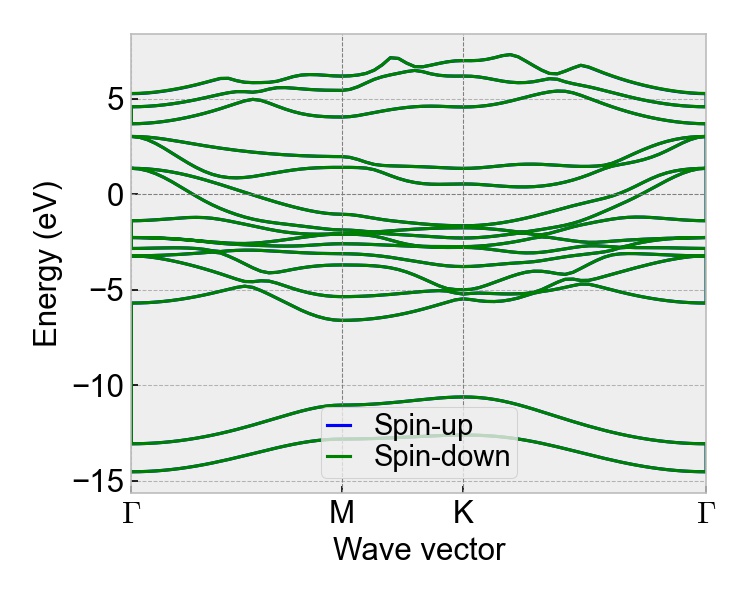 5
0
−5
−10
−15
Energy (eV)
Spin-up
Spin-down
Γ M K Γ
Wave vector